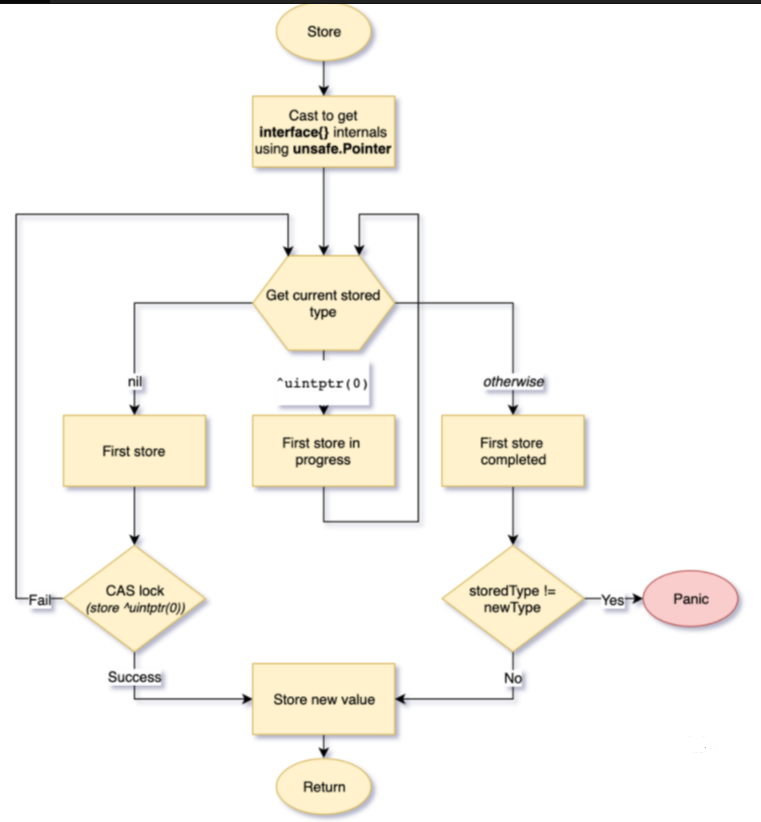 Store
Cast to get
interface{} internals
using unsafe.Pointer
Get current stored
type
nil
^uintptr(0)
otherwise
First store
First store in
progress
First store
completed
CAS lock
(store ^uintptr(0))
Fail
storedType !=
newType
Yes
Panic
Success
No
Store new value
Return